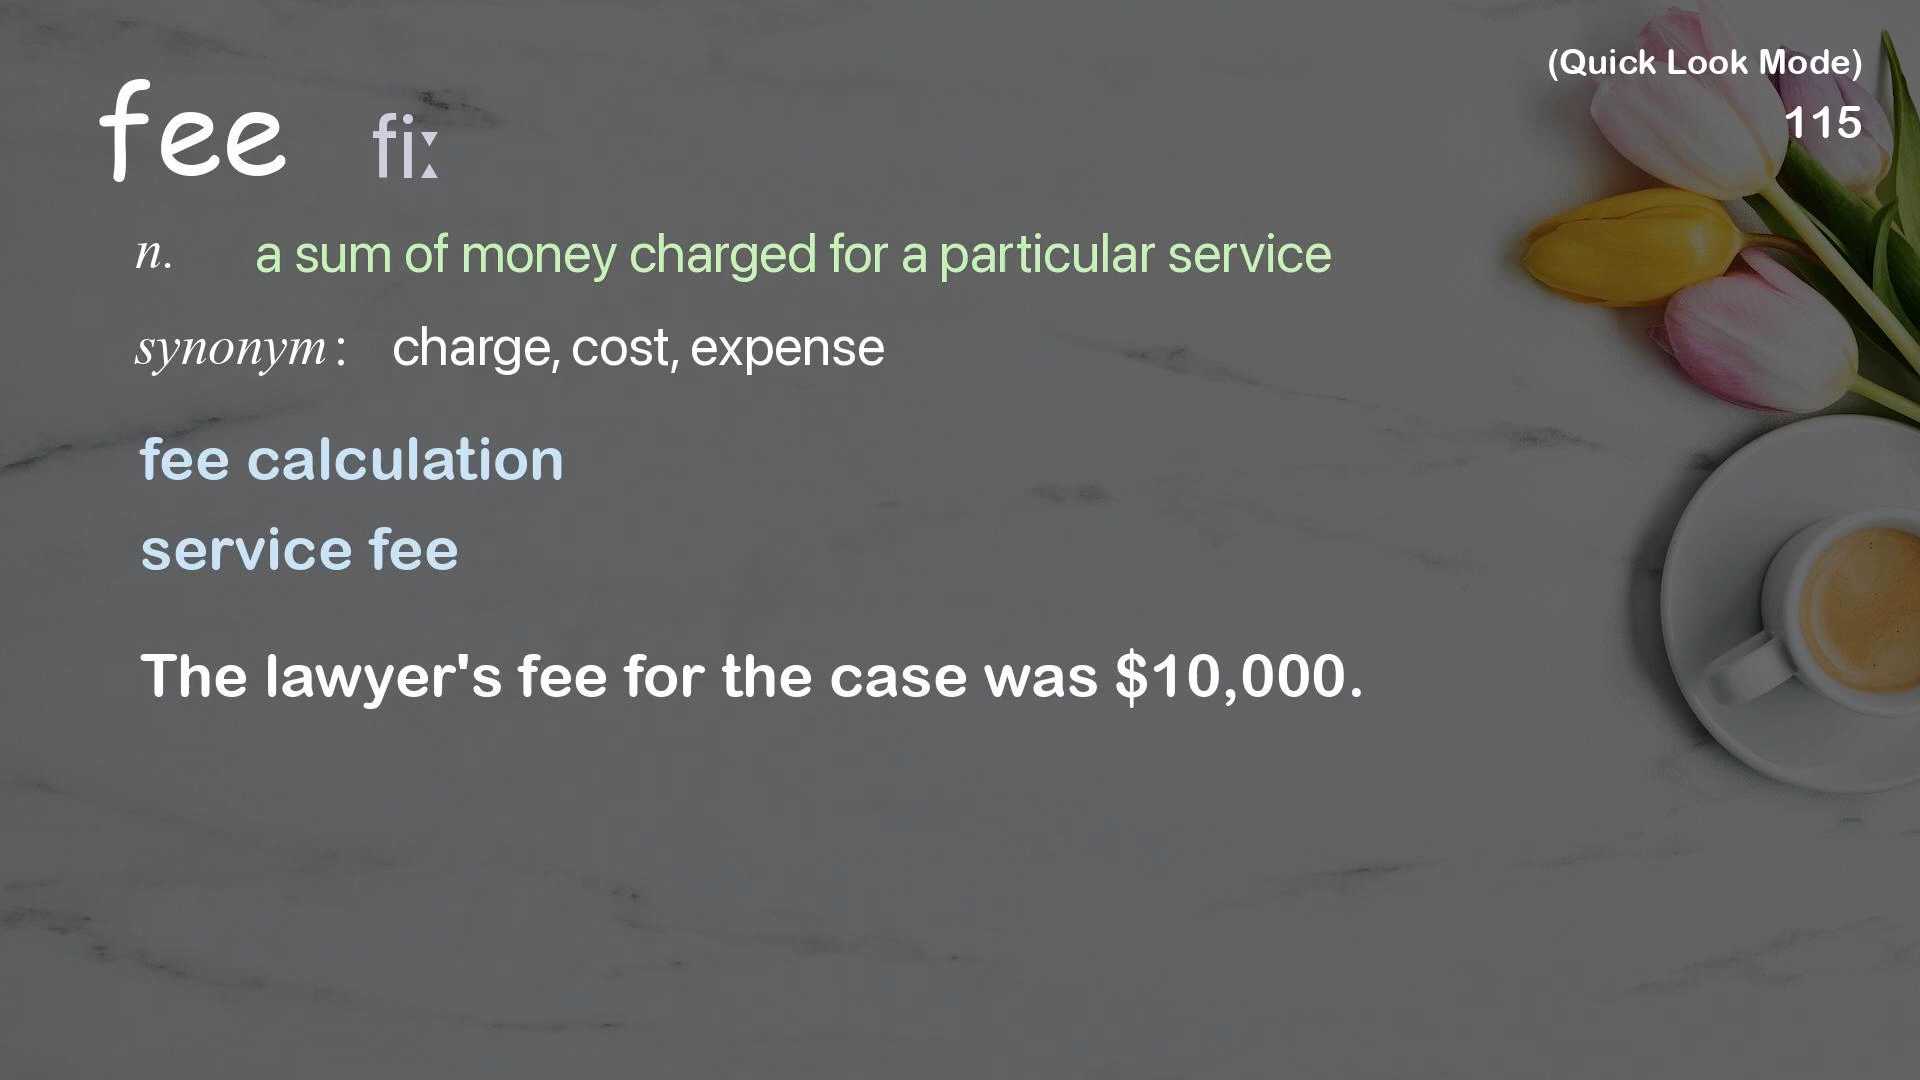 (Quick Look Mode)
115
fee fiː
n. a sum of money charged for a particular service
synonym: charge, cost, expense
fee calculation
service fee
The lawyer's fee for the case was $10,000.